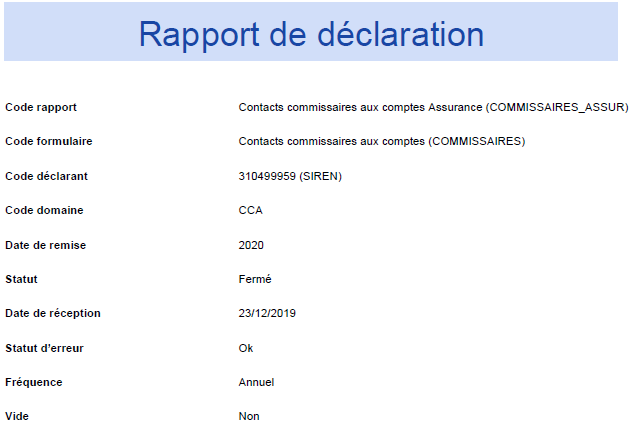 Rapport de déclaration
Code rapport Contacts commissaires aux comptes Assurance (COMMISSAIRES_ASSUR)
Code formulaire Contacts commissaires aux comptes (COMMISSAIRES)
Code déclarant 310499959 (SIREN)
Code domaine CCA
Date de remise 2020
Statut Fermé
Date de réception 23/12/2019
Statut d'erreur Ok
Fréquence Annuel
Vide Non